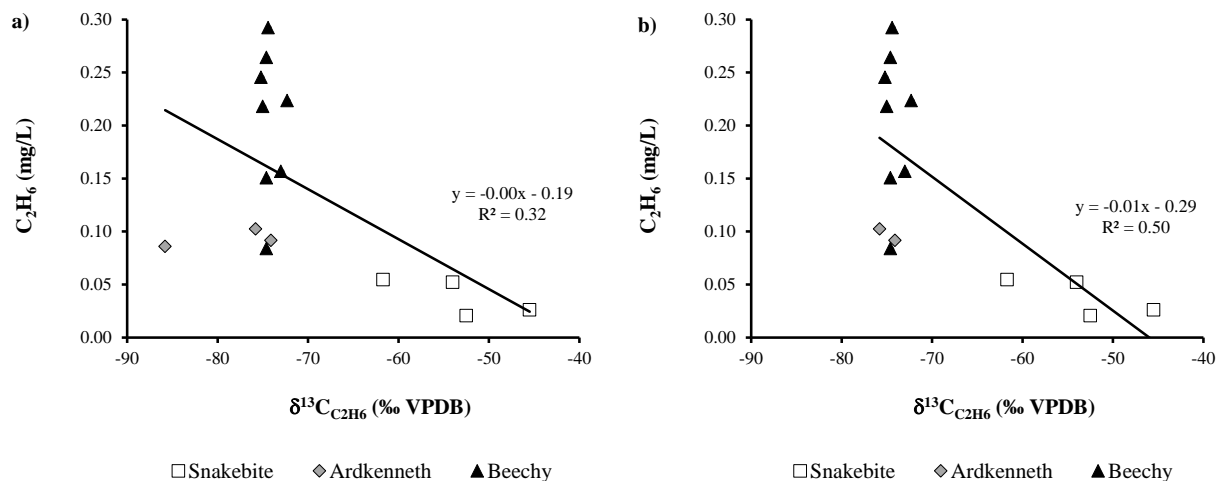 a)
C₂H₆ (mg/L)
0.30
0.25
0.20
0.15
0.10
0.05
0.00
y = -0.00x - 0.19
R² = 0.32
-90 -80 -70 -60 -50 -40
δ¹³C_C2H6 (‰ VPDB)
Snakebite Ardkenneth Beechy
b)
C₂H₆ (mg/L)
0.30
0.25
0.20
0.15
0.10
0.05
0.00
y = -0.01x - 0.29
R² = 0.50
-90 -80 -70 -60 -50 -40
δ¹³C_C2H6 (‰ VPDB)
Snakebite Ardkenneth Beechy